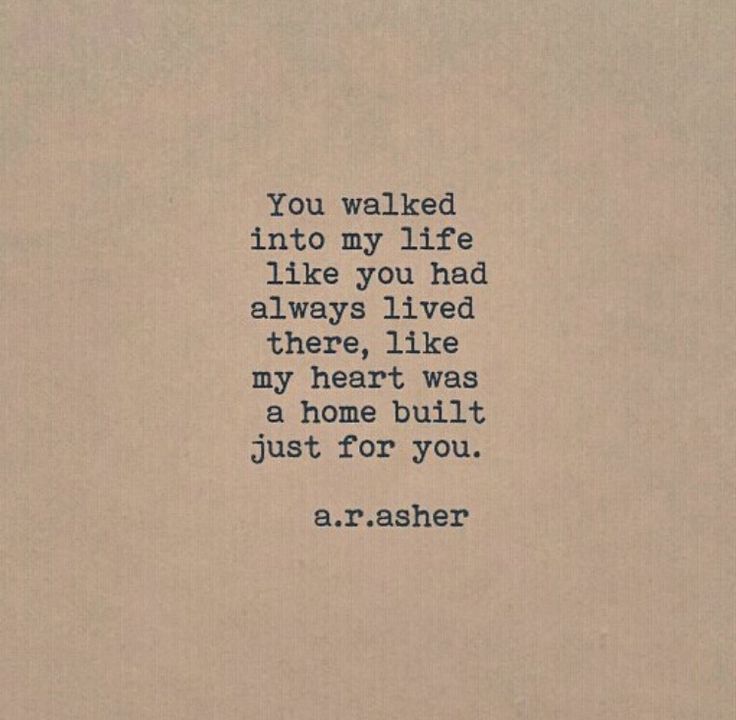 You walked
into my life
like you had
always lived
there, like
my heart was
a home built
just for you.
a.r.asher